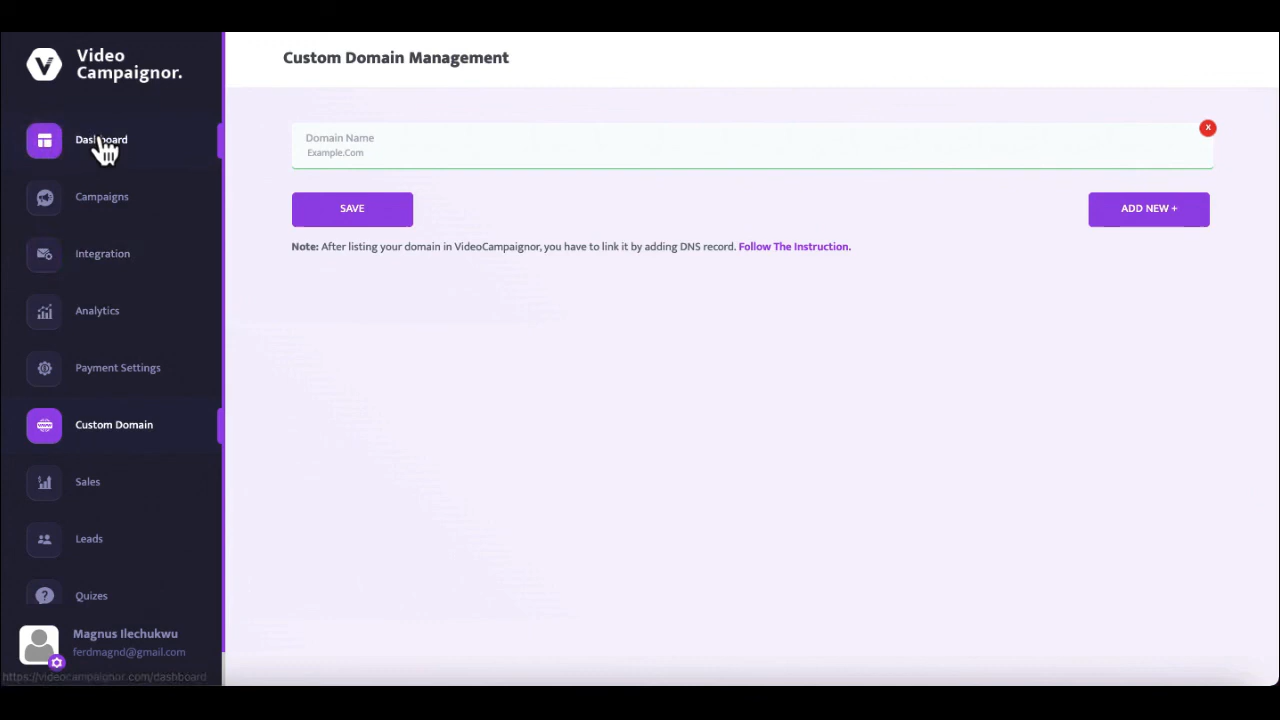 Video
Campaignor.
Custom Domain Management
Dashboard
Domain Name
Example.Com
X
Campaigns
SAVE
ADD NEW +
Integration
Note: After listing your domain in VideoCampaignor, you have to link it by adding DNS record. Follow The Instruction.
Analytics
Payment Settings
Custom Domain
Sales
Leads
Quizes
Magnus Ilechukwu
ferdmagnd@gmail.com
https://videocampaignor.com/dashboard